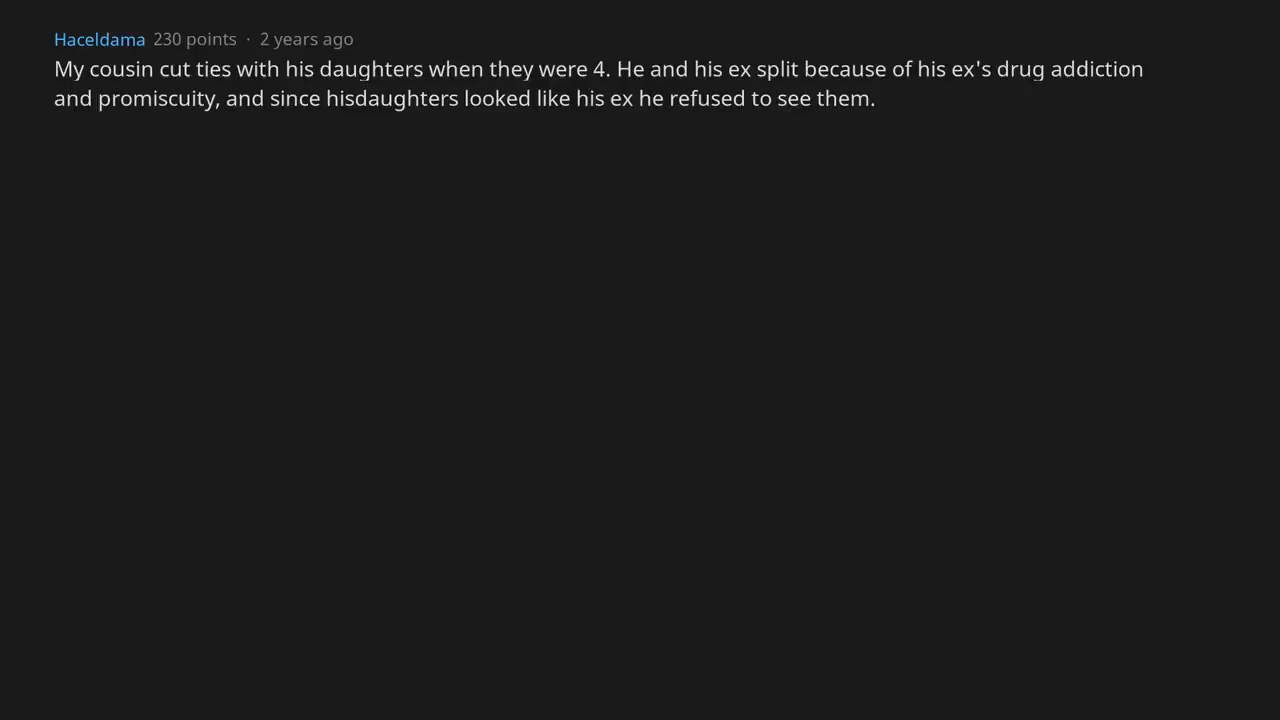 Haceldama 230 points · 2 years ago
My cousin cut ties with his daughters when they were 4. He and his ex split because of his ex's drug addiction
and promiscuity, and since hisdaughters looked like his ex he refused to see them.